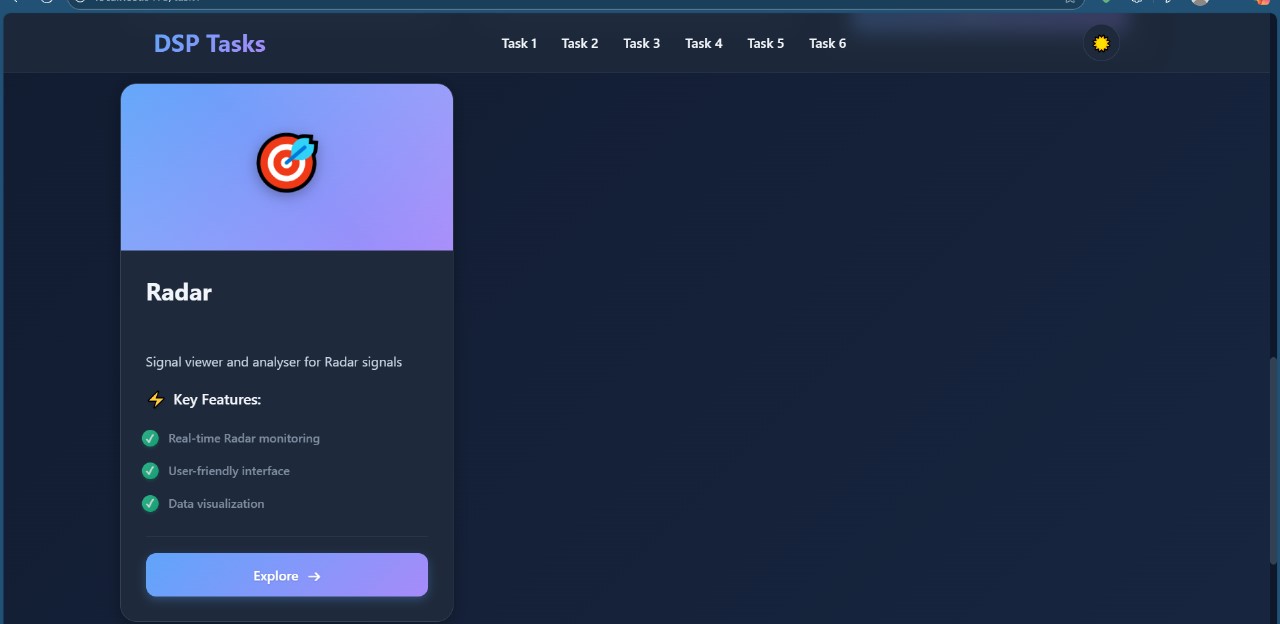 DSP Tasks
Task 1
Task 2
Task 3
Task 4
Task 5
Task 6
Radar
Signal viewer and analyser for Radar signals
Key Features:
Real-time Radar monitoring
User-friendly interface
Data visualization
Explore →